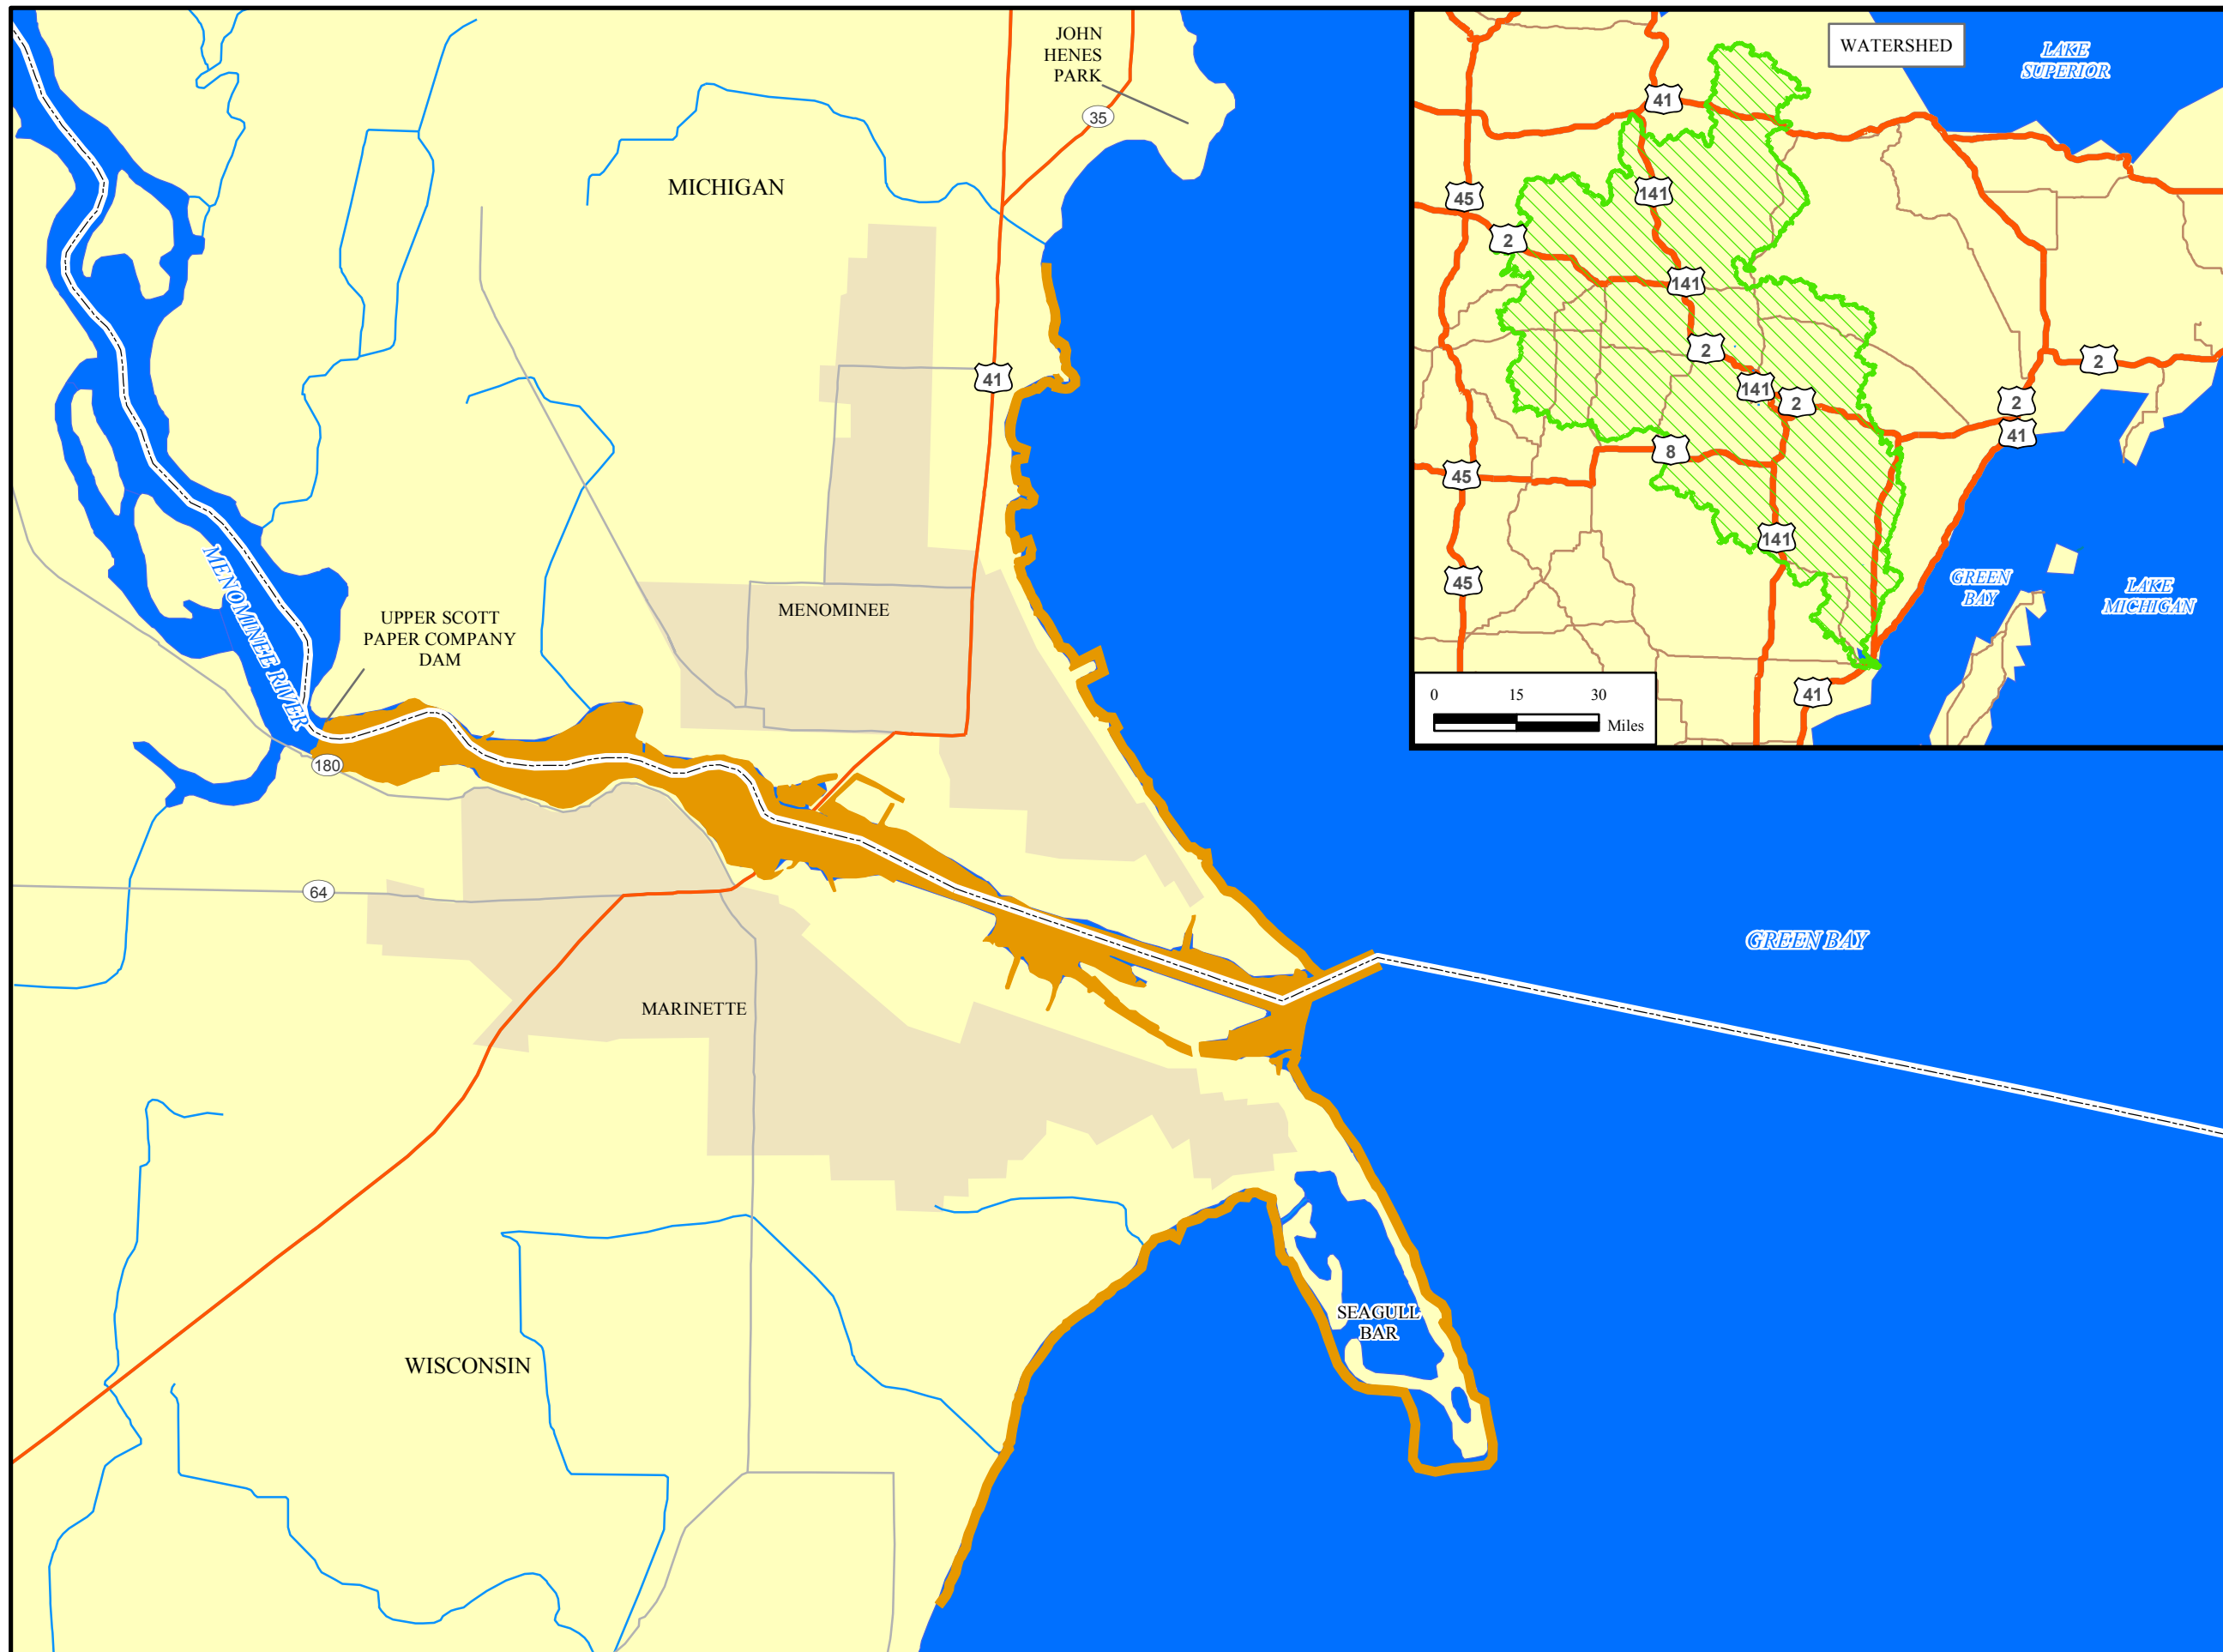 JOHN
HENES
PARK
35
MICHIGAN
41
MENOMINEE
MENOMINEE RIVER
UPPER SCOTT
PAPER COMPANY
DAM
180
64
MARINETTE
GREEN BAY
SEAGULL
BAR
WISCONSIN
WATERSHED
LAKE
SUPERIOR
41
45
141
2
141
2
141
2
2
2
41
8
45
141
45
GREEN
BAY
LAKE
MICHIGAN
41
0 15 30
Miles